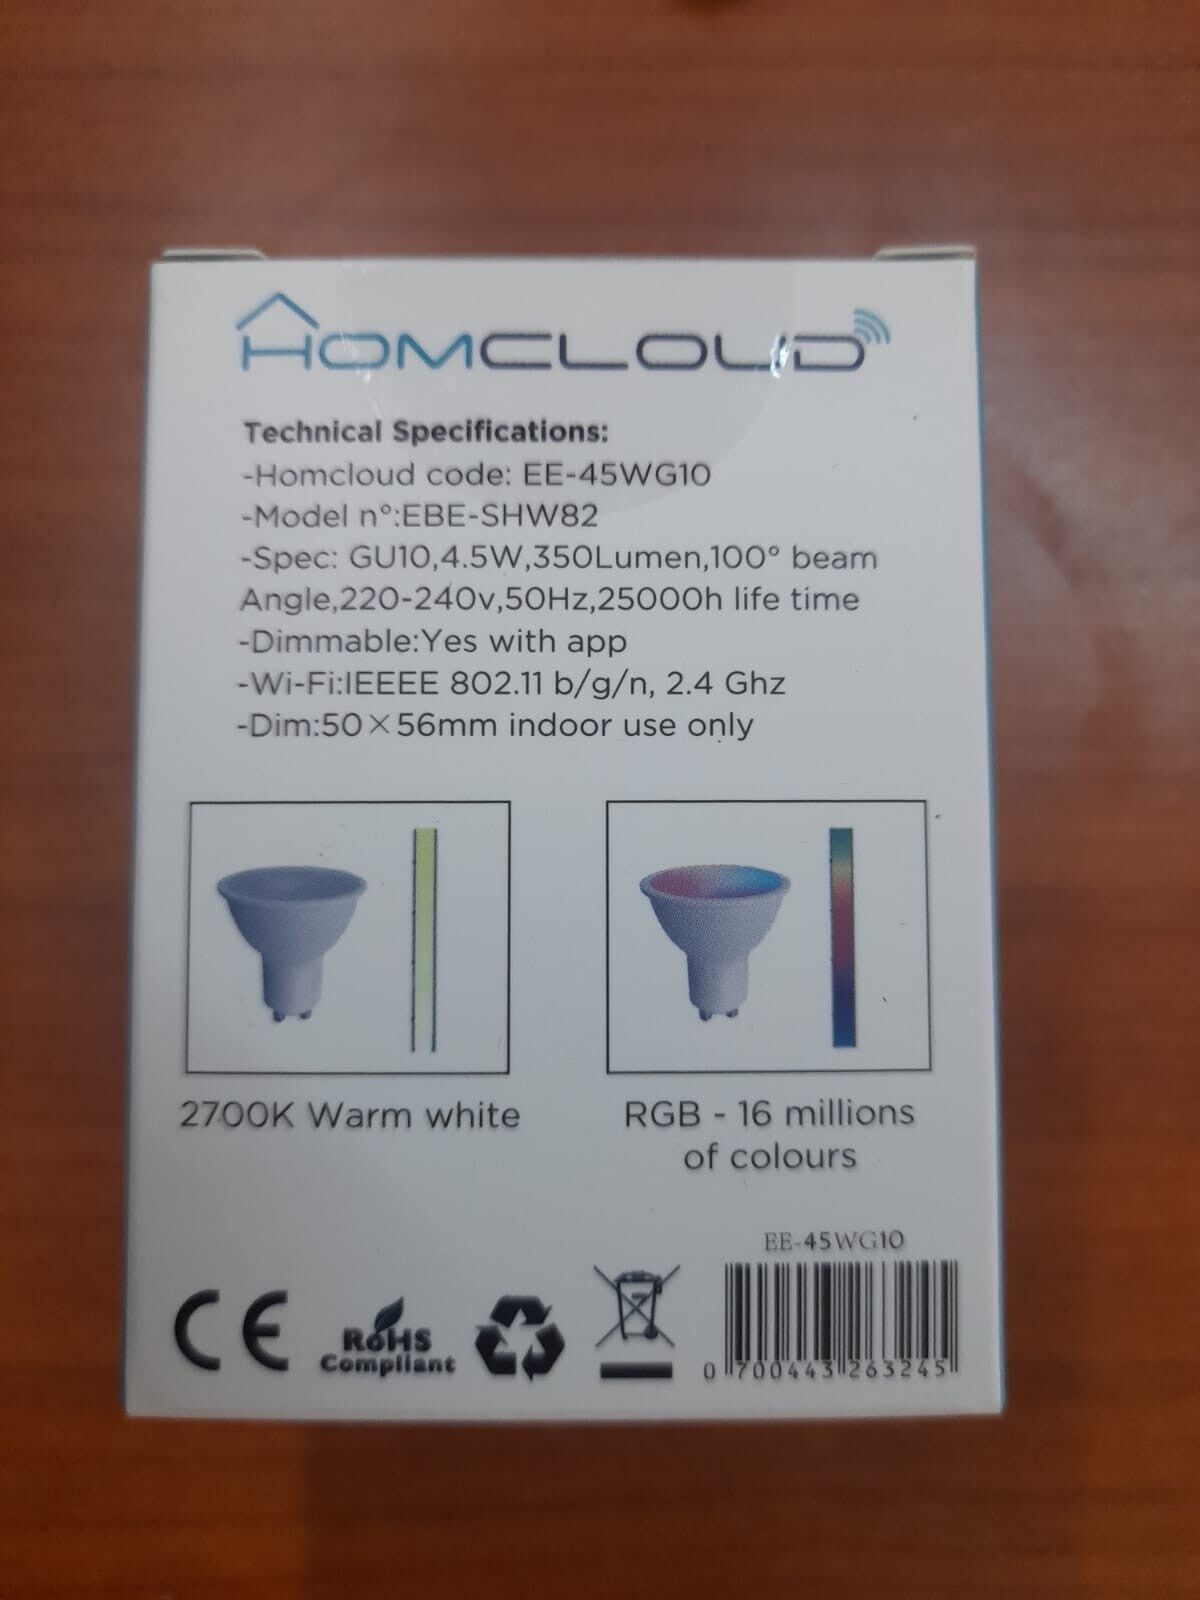 HOMCLOUD
Technical Specifications:
-Homcloud code: EE-45WG10
-Model n°:EBE-SHW82
-Spec: GU10,4.5W,350Lumen,100° beam
Angle,220-240v,50Hz,25000h life time
-Dimmable:Yes with app
-Wi-Fi:IEEEE 802.11 b/g/n, 2.4 Ghz
-Dim:50×56mm indoor use only
2700K Warm white
RGB - 16 millions
of colours
EE-45WG10
CE
RoHS
Compliant
0 700443 263245